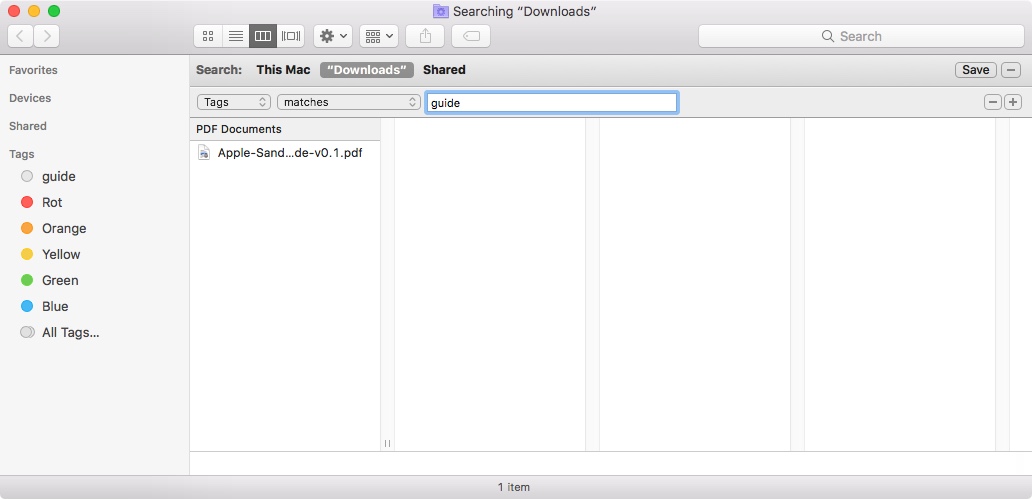 Searching “Downloads”
Search
Favorites
Devices
Shared
Tags
guide
Rot
Orange
Yellow
Green
Blue
All Tags...
Search: This Mac “Downloads” Shared Save
Tags matches guide
PDF Documents
Apple-Sand...de-v0.1.pdf
1 item